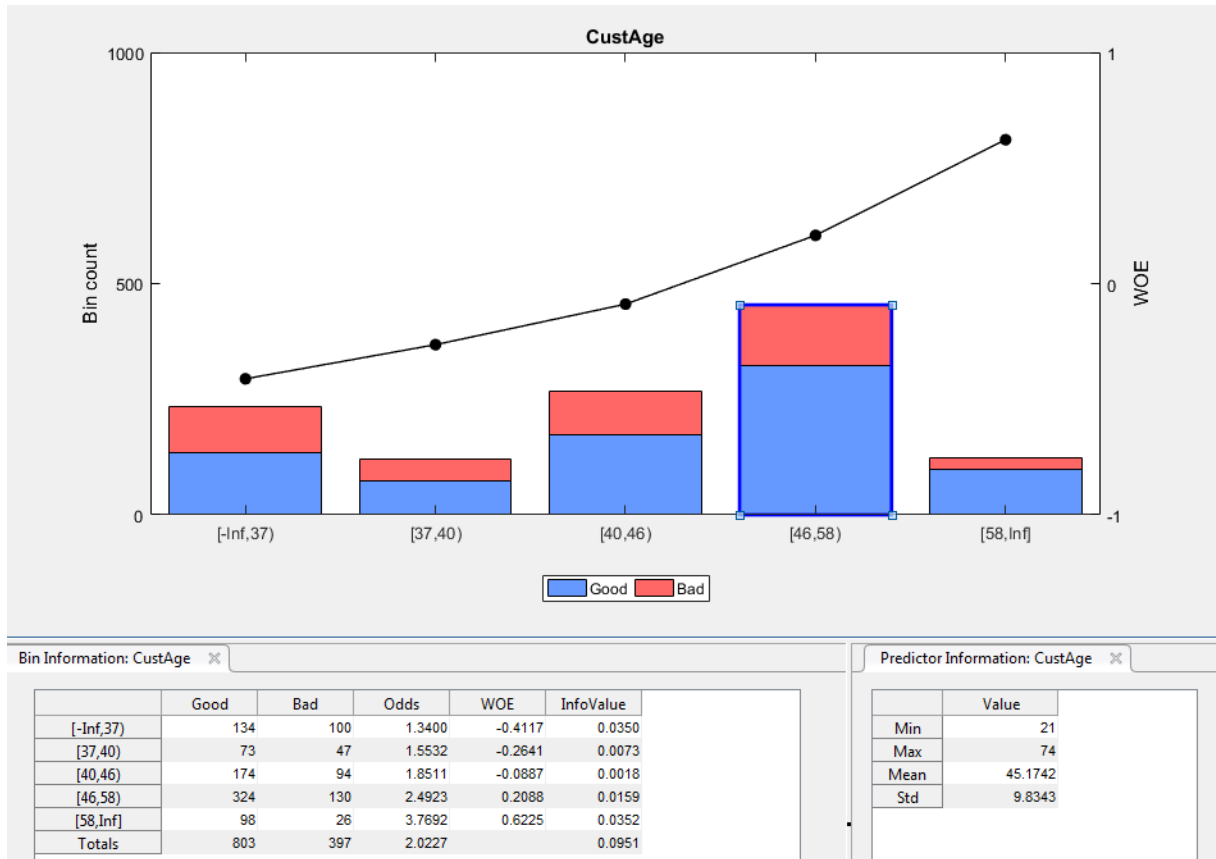 CustAge
1000
1
Bin count
500
0
WOE
0
-1
[-Inf,37)
[37,40)
[40,46)
[46,58)
[58,Inf]
Good Bad
Bin Information: CustAge
Good Bad Odds WOE InfoValue
[-Inf,37) 134 100 1.3400 -0.4117 0.0350
[37,40) 73 47 1.5532 -0.2641 0.0073
[40,46) 174 94 1.8511 -0.0887 0.0018
[46,58) 324 130 2.4923 0.2088 0.0159
[58,Inf] 98 26 3.7692 0.6225 0.0352
Totals 803 397 2.0227 0.0951
Predictor Information: CustAge
Value
Min 21
Max 74
Mean 45.1742
Std 9.8343